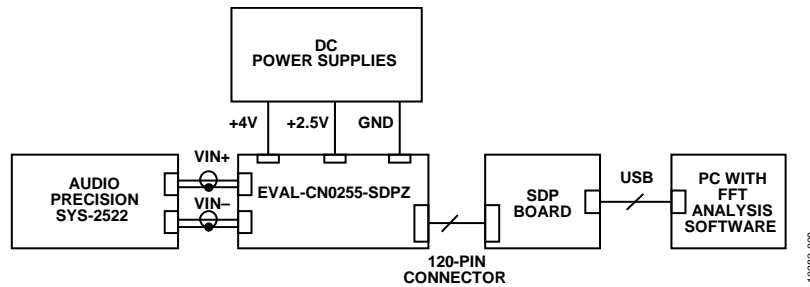 DC
POWER SUPPLIES
+4V
+2.5V
GND
VIN+
VIN–
AUDIO
PRECISION
SYS-2522
EVAL-CN0255-SDPZ
SDP
BOARD
USB
PC WITH
FFT
ANALYSIS
SOFTWARE
120-PIN
CONNECTOR